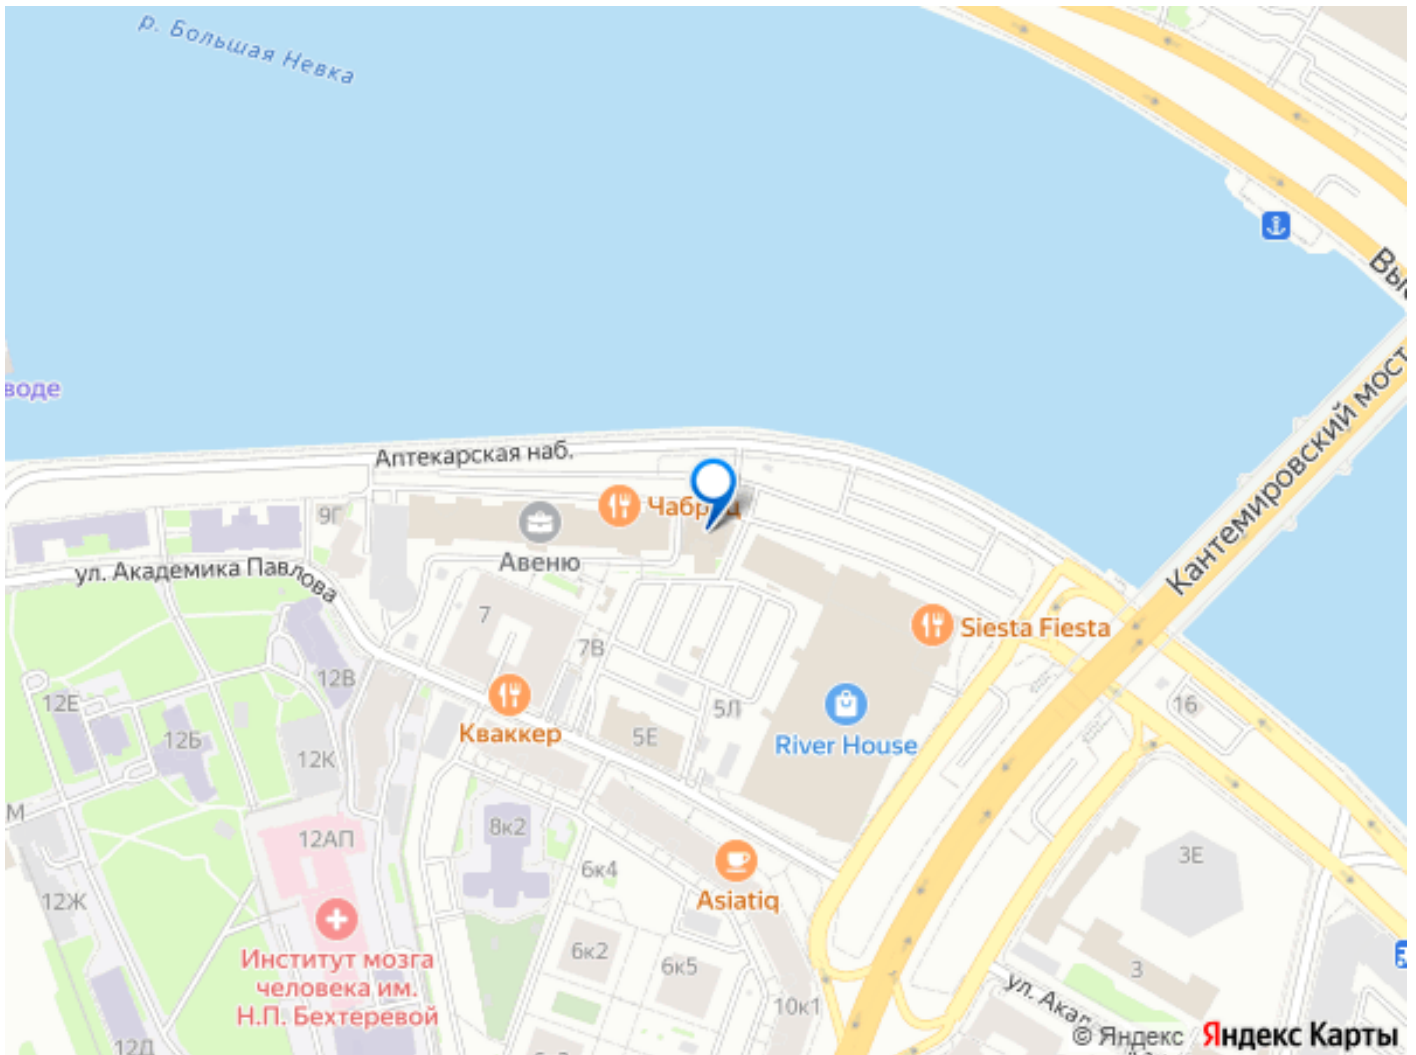 р. Большая Невка
Выс
воде
Кантемировский мост
Аптекарская наб.
9Г
Чабрец
Авеню
ул. Академика Павлова
7
7В
Siesta Fiesta
12В
12Е
5Л
16
12Б
Кваккер
5Е
River House
12К
М
8к2
12АП
3Е
6к4
Asiatiq
12Ж
Институт мозга
человека им.
Н.П. Бехтеревой
6к2
6к5
3
ул. Акад
10к1
12Д
© Яндекс Яндекс Карты